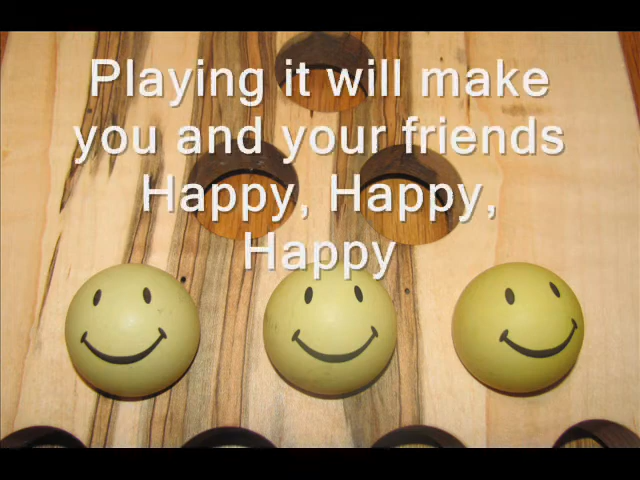 Playing it will make
you and your friends
Happy, Happy,
Happy